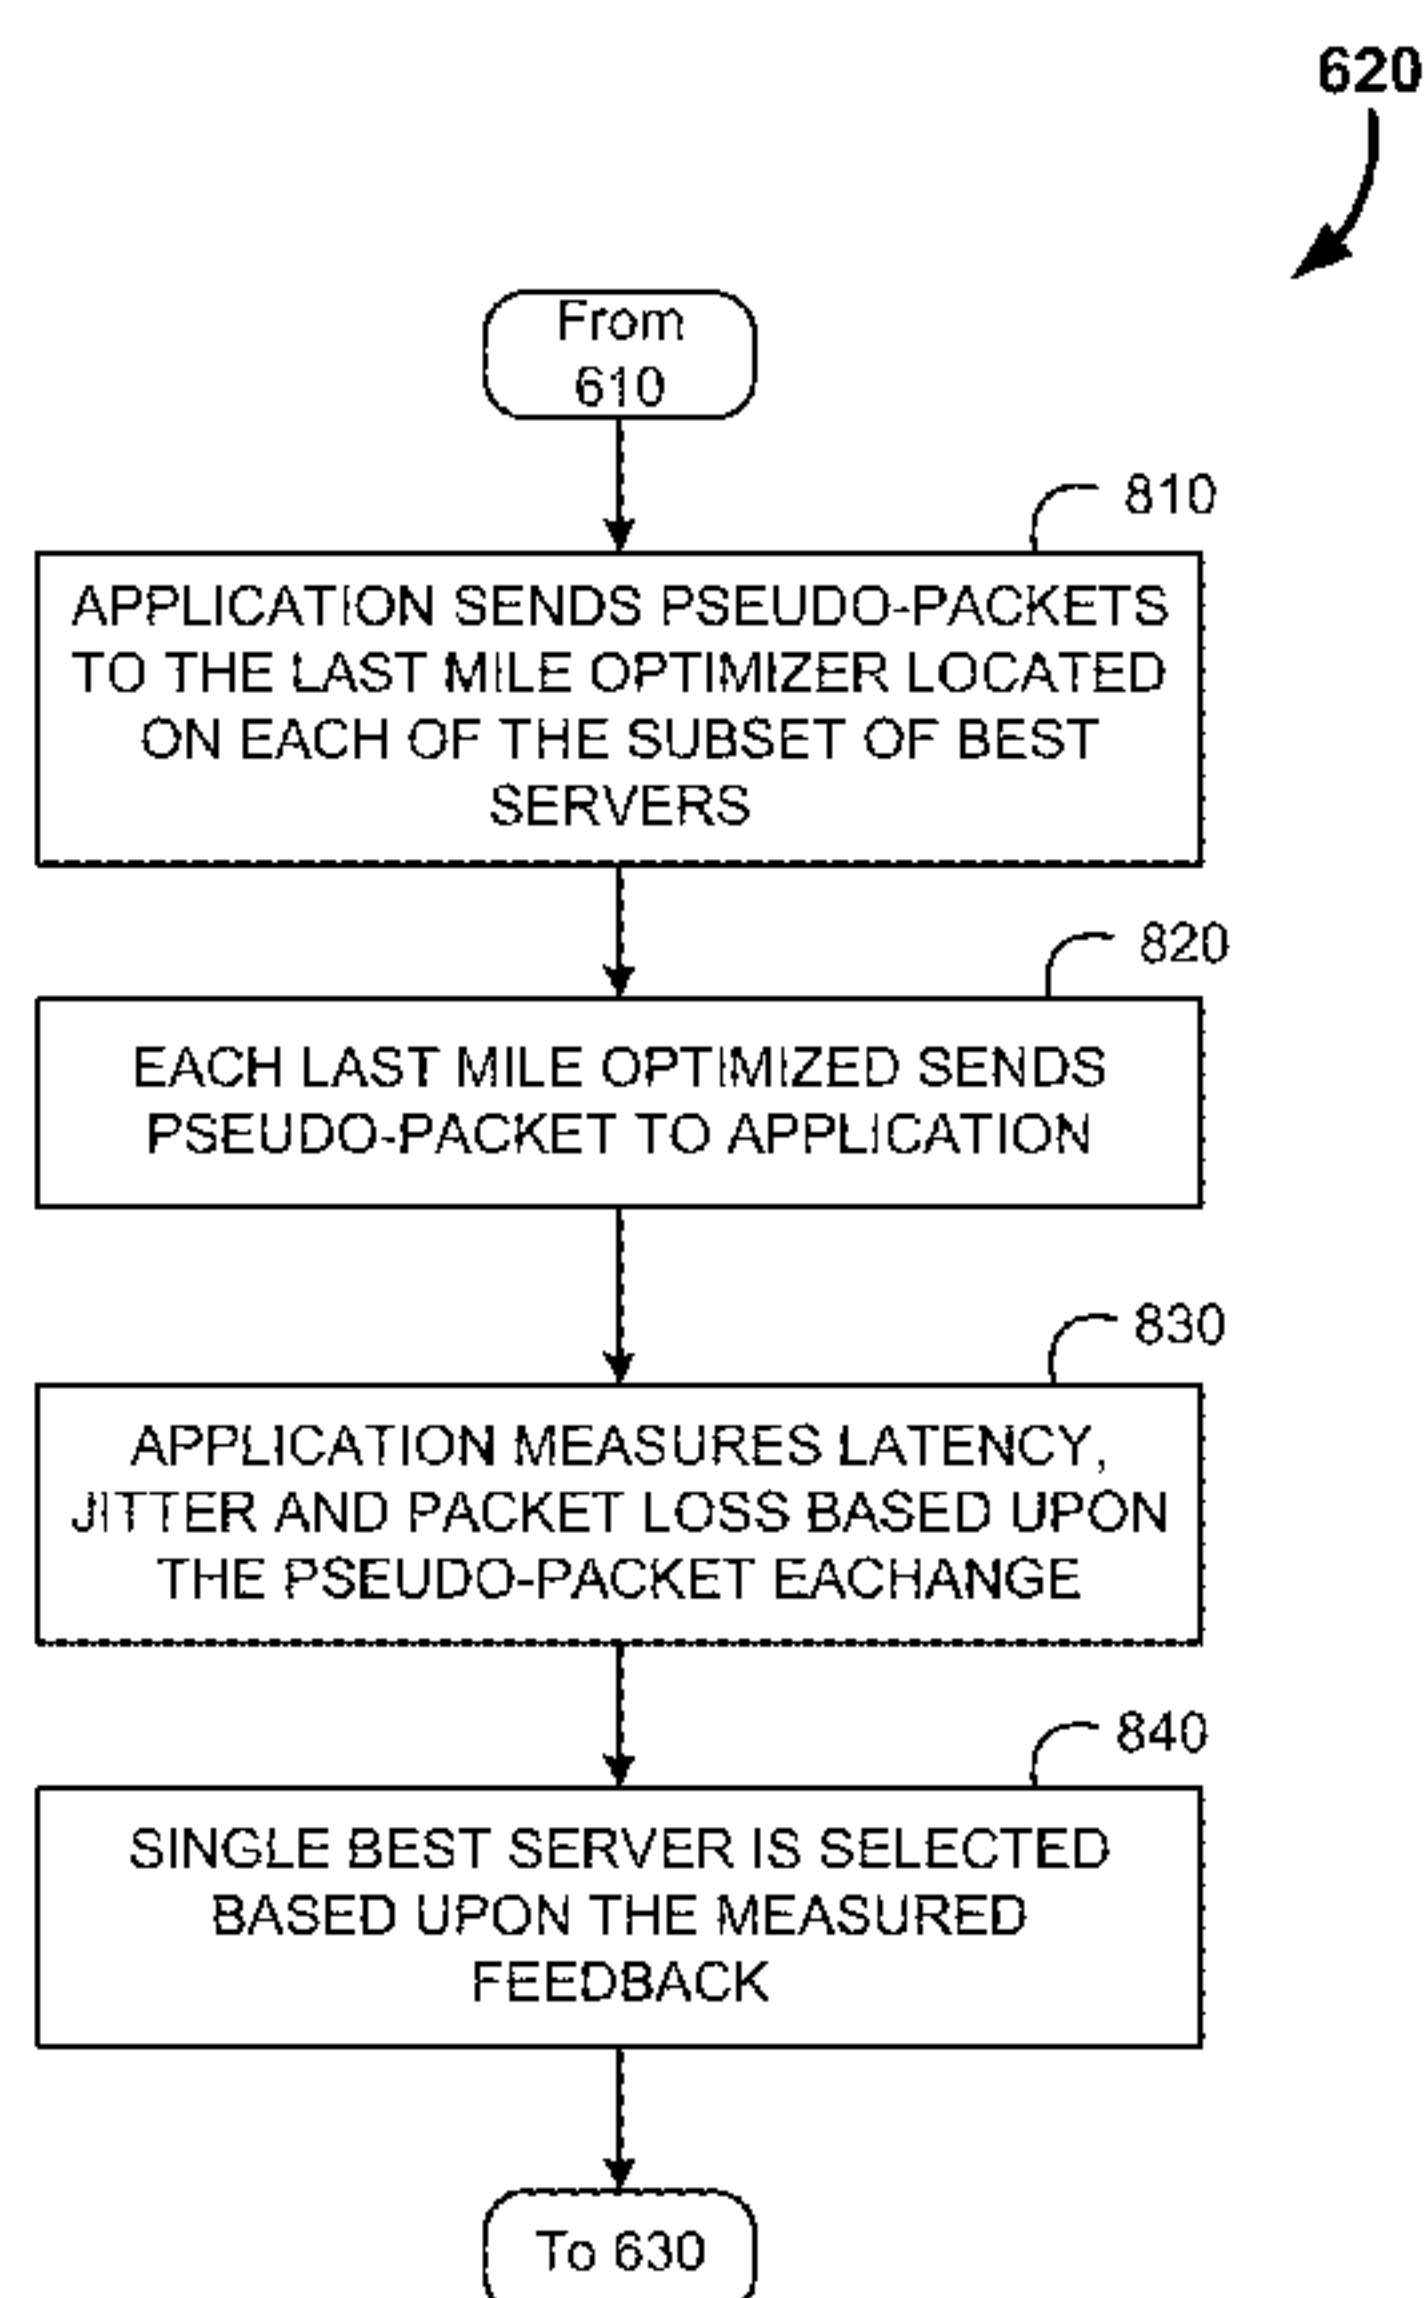 620
From
610
810
APPLICATION SENDS PSEUDO-PACKETS
TO THE LAST MILE OPTIMIZER LOCATED
ON EACH OF THE SUBSET OF BEST
SERVERS
820
EACH LAST MILE OPTIMIZED SENDS
PSEUDO-PACKET TO APPLICATION
830
APPLICATION MEASURES LATENCY,
JITTER AND PACKET LOSS BASED UPON
THE PSEUDO-PACKET EACHANGE
840
SINGLE BEST SERVER IS SELECTED
BASED UPON THE MEASURED
FEEDBACK
To 630